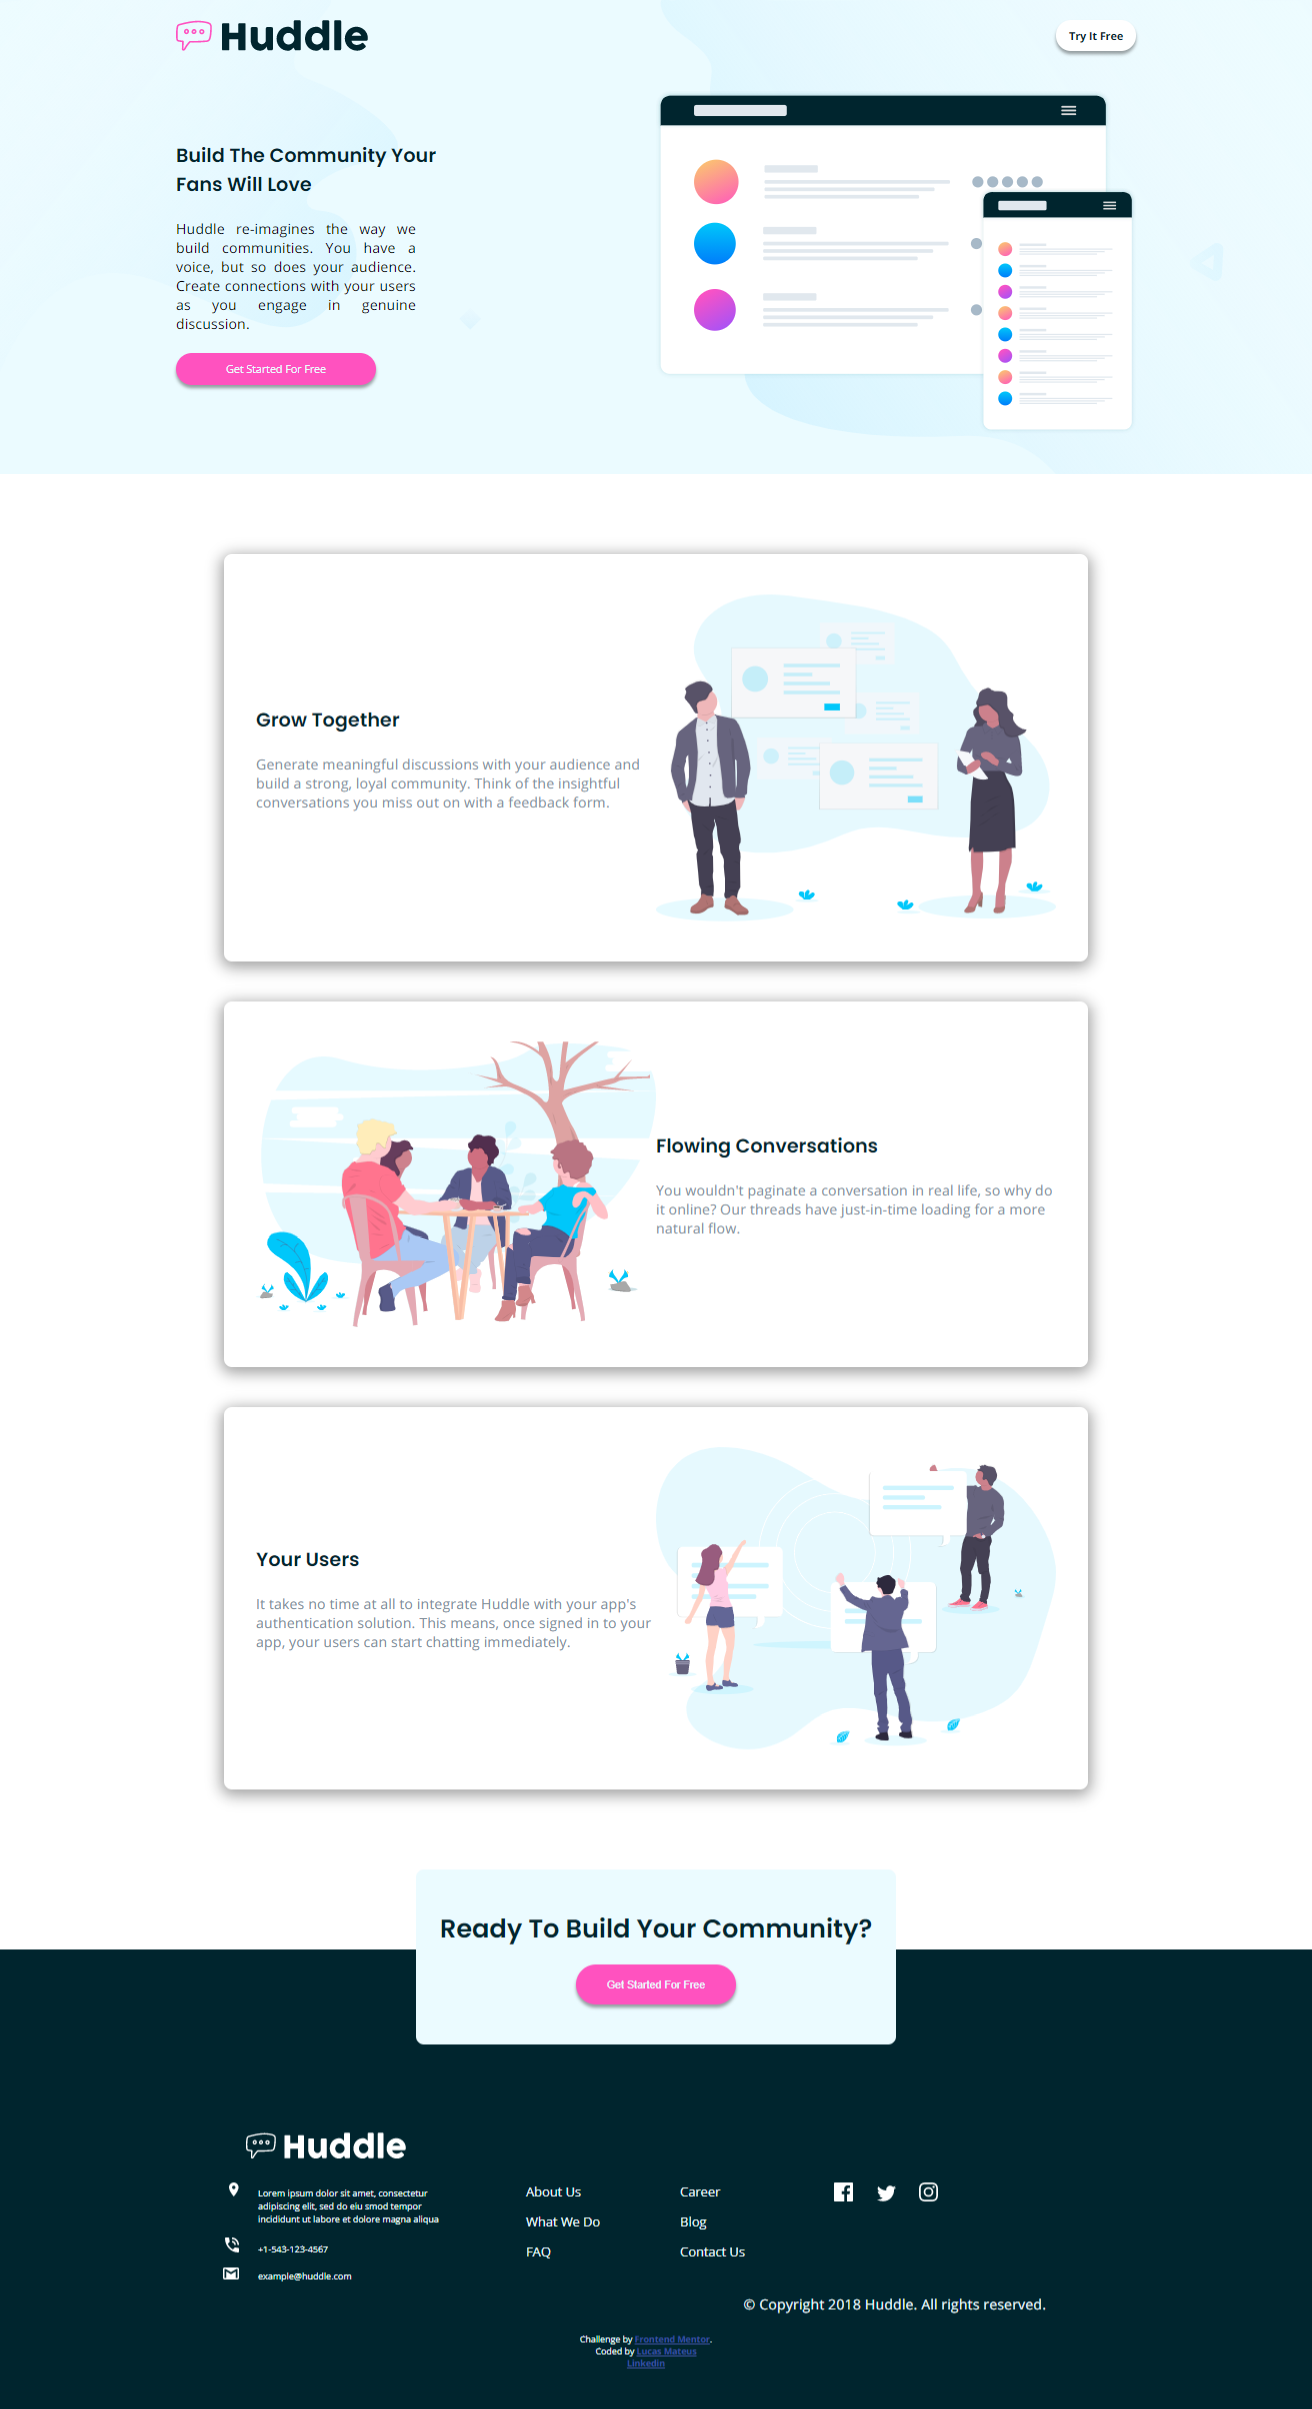 Huddle
Try It Free
Build The Community Your
Fans Will Love
Huddle re-imagines the way we
build communities. You have a
voice, but so does your audience.
Create connections with your users
as you engage in genuine
discussion.
Get Started For Free
Grow Together
Generate meaningful discussions with your audience and
build a strong, loyal community. Think of the insightful
conversations you miss out on with a feedback form.
Flowing Conversations
You wouldn't paginate a conversation in real life, so why do
it online? Our threads have just-in-time loading for a more
natural flow.
Your Users
It takes no time at all to integrate Huddle with your app's
authentication solution. This means, once signed in to your
app, your users can start chatting immediately.
Ready To Build Your Community?
Get Started For Free
Huddle
Lorem ipsum dolor sit amet, consectetur
adipiscing elit, sed do eiu smod tempor
incididunt ut labore et dolore magna aliqua
+1-543-123-4567
example@huddle.com
About Us
What We Do
FAQ
Career
Blog
Contact Us
© Copyright 2018 Huddle. All rights reserved.
Challenge by Frontend Mentor.
Coded by Lucas Mateus
Linkedin